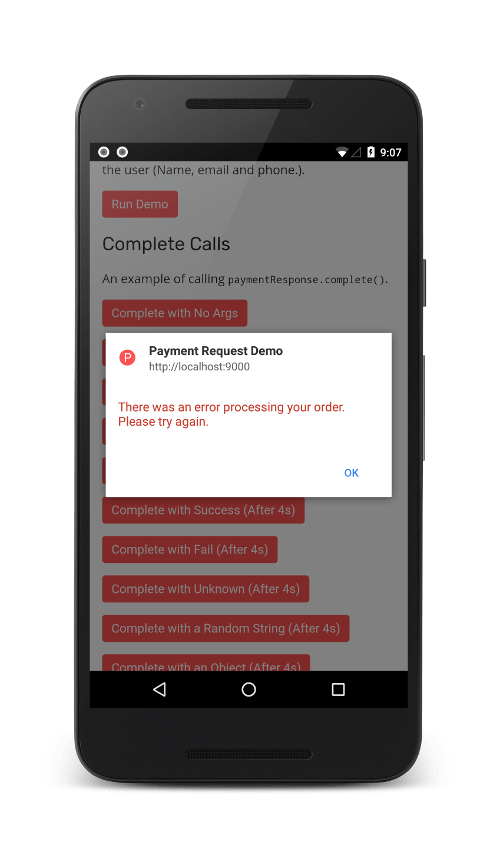 9:07
the user (Name, email and phone.).
Run Demo
Complete Calls
An example of calling paymentResponse.complete().
Complete with No Args
P
Payment Request Demo
http://localhost:9000
There was an error processing your order.
Please try again.
OK
Complete with Success (After 4s)
Complete with Fail (After 4s)
Complete with Unknown (After 4s)
Complete with a Random String (After 4s)
Complete with an Object (After 4s)